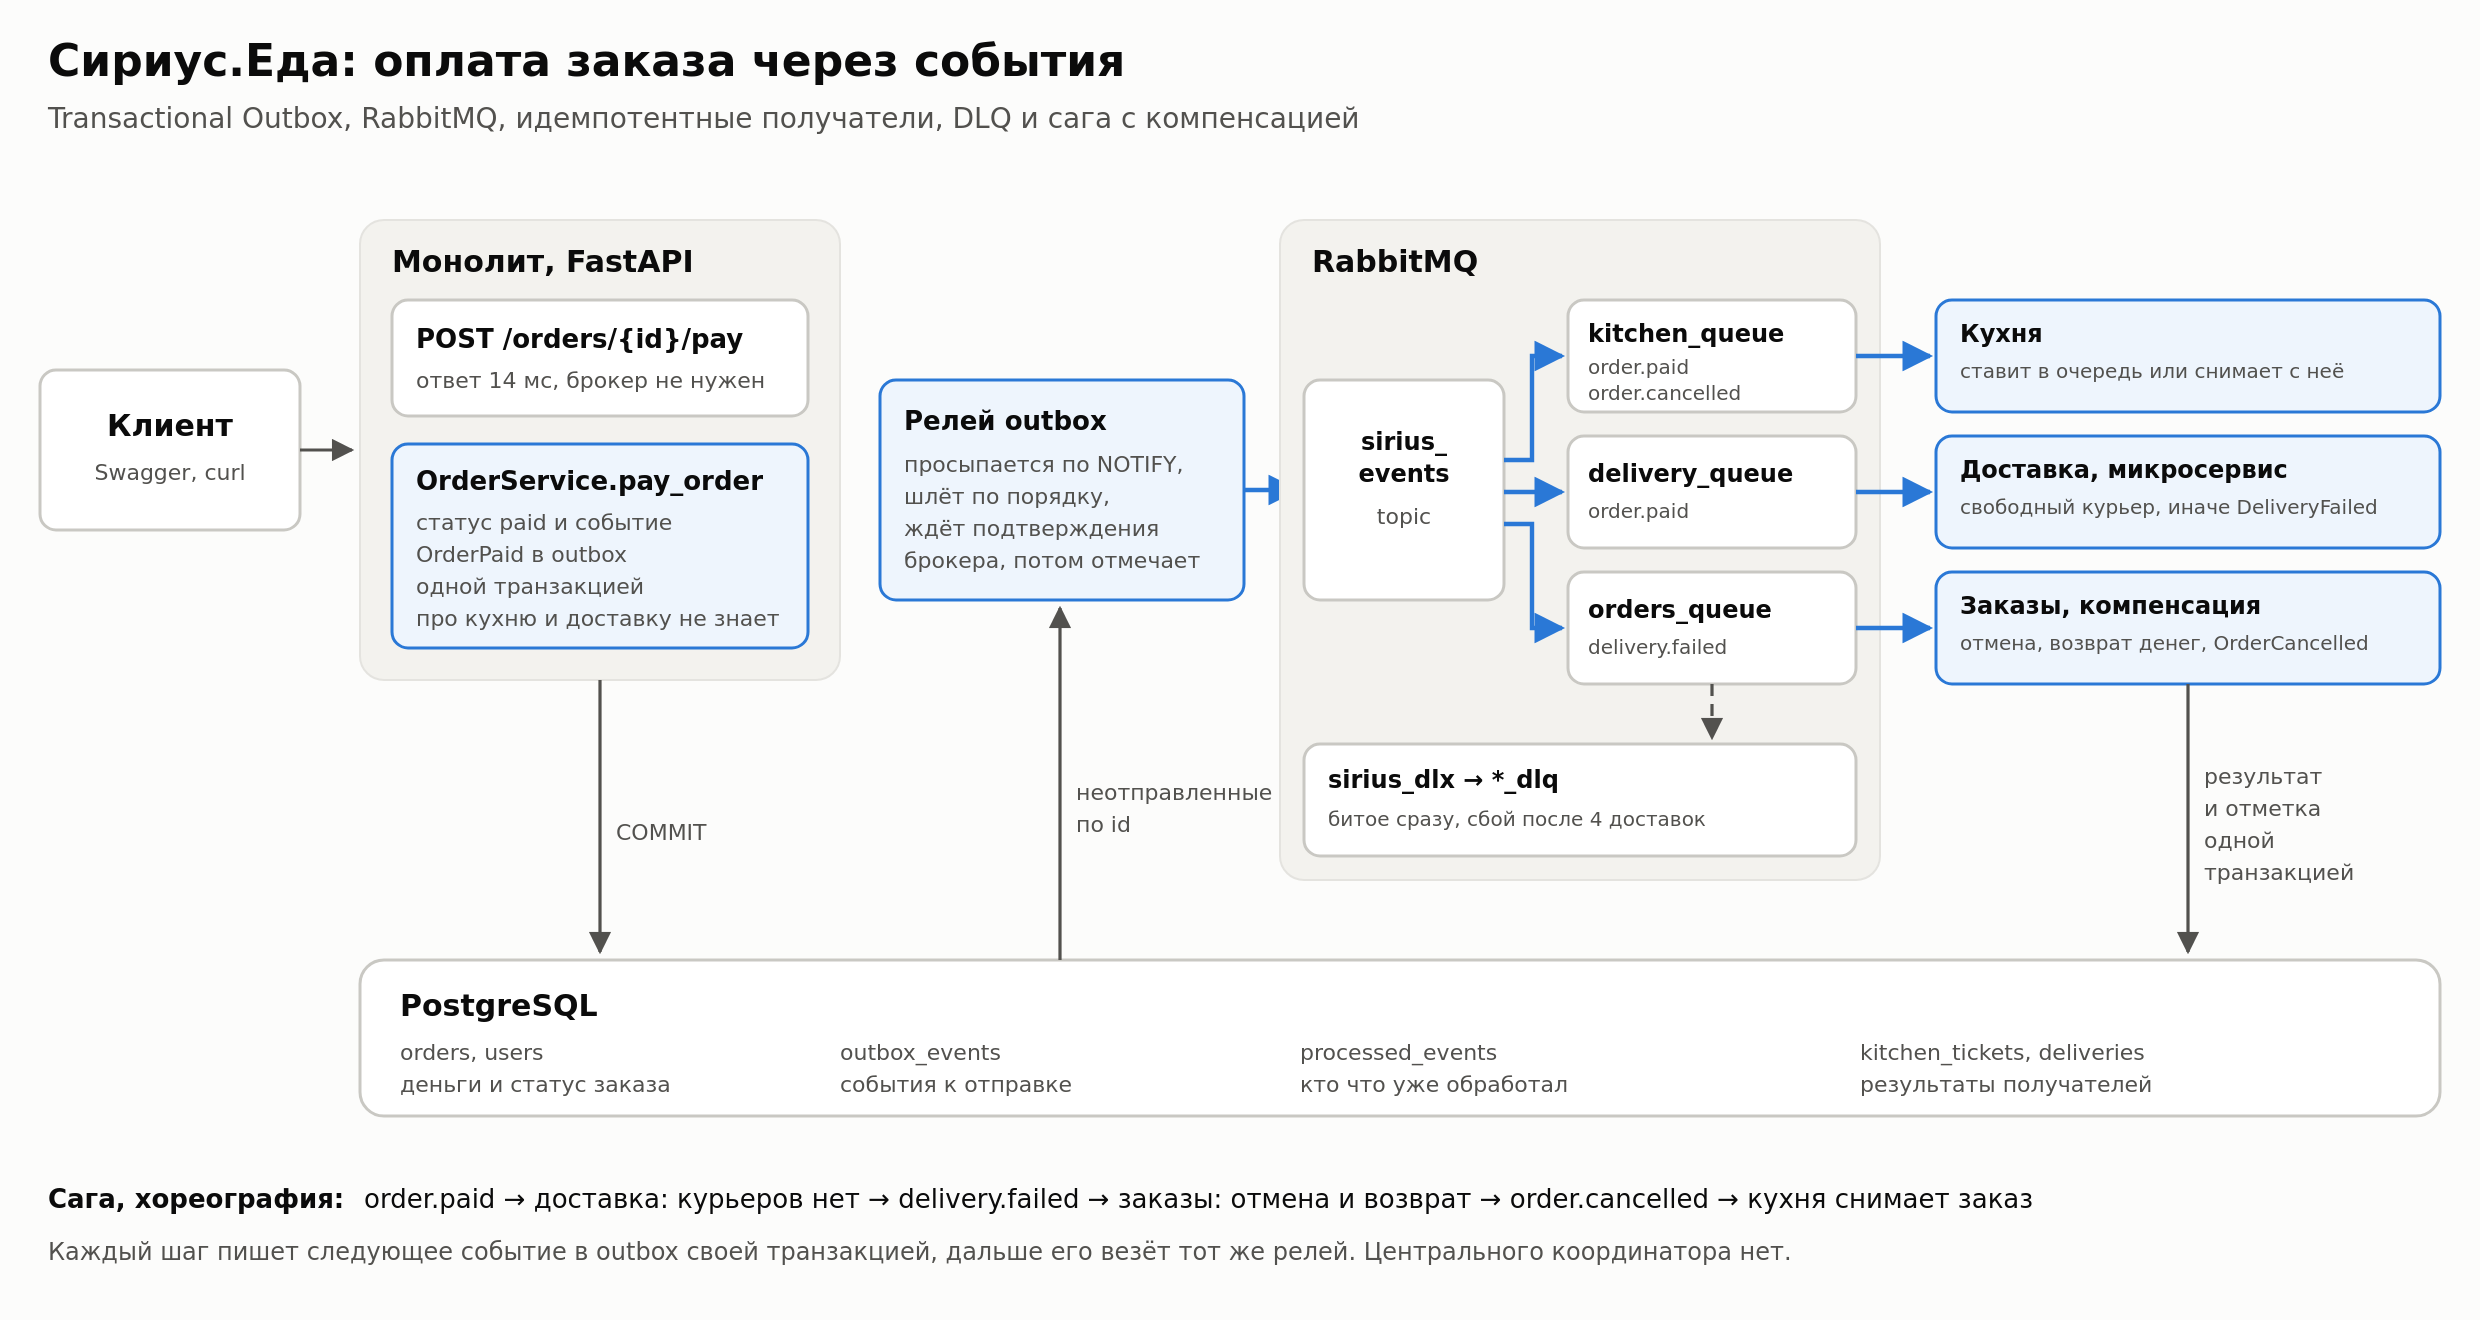 Сириус.Еда: оплата заказа через события
Transactional Outbox, RabbitMQ, идемпотентные получатели, DLQ и сага с компенсацией
Клиент
Swagger, curl
Монолит, FastAPI
POST /orders/{id}/pay
ответ 14 мс, брокер не нужен
OrderService.pay_order
статус paid и событие
OrderPaid в outbox
одной транзакцией
про кухню и доставку не знает
Релей outbox
просыпается по NOTIFY,
шлёт по порядку,
ждёт подтверждения
брокера, потом отмечает
RabbitMQ
sirius_
events
topic
kitchen_queue
order.paid
order.cancelled
delivery_queue
order.paid
orders_queue
delivery.failed
sirius_dlx → *_dlq
битое сразу, сбой после 4 доставок
Кухня
ставит в очередь или снимает с неё
Доставка, микросервис
свободный курьер, иначе DeliveryFailed
Заказы, компенсация
отмена, возврат денег, OrderCancelled
COMMIT
неотправленные
по id
результат
и отметка
одной
транзакцией
PostgreSQL
orders, users
деньги и статус заказа
outbox_events
события к отправке
processed_events
кто что уже обработал
kitchen_tickets, deliveries
результаты получателей
Сага, хореография: order.paid → доставка: курьеров нет → delivery.failed → заказы: отмена и возврат → order.cancelled → кухня снимает заказ
Каждый шаг пишет следующее событие в outbox своей транзакцией, дальше его везёт тот же релей. Центрального координатора нет.